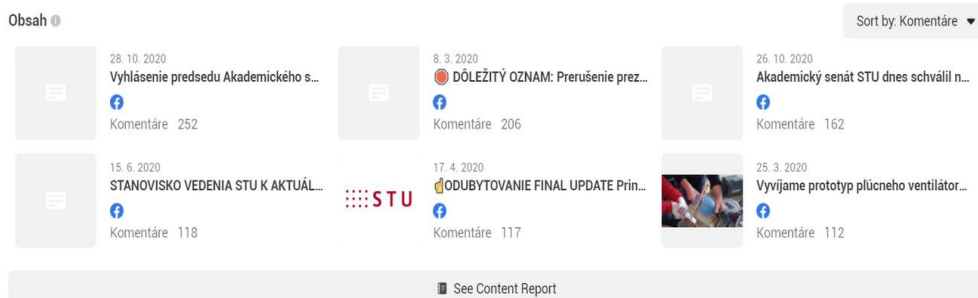 Obsah
Sort by: Komentáre
28. 10. 2020
Vyhlásenie predsedu Akademického s...
Komentáre 252
8. 3. 2020
🛑 DÔLEŽITÝ OZNAM: Prerušenie prez...
Komentáre 206
26. 10. 2020
Akademický senát STU dnes schválil n...
Komentáre 162
15. 6. 2020
STANOVISKO VEDENIA STU K AKTUÁL...
Komentáre 118
STU
17. 4. 2020
☝ODUBYTOVANIE FINAL UPDATE Prin...
Komentáre 117
25. 3. 2020
Vyvíjame prototyp pľúcneho ventilátor...
Komentáre 112
See Content Report